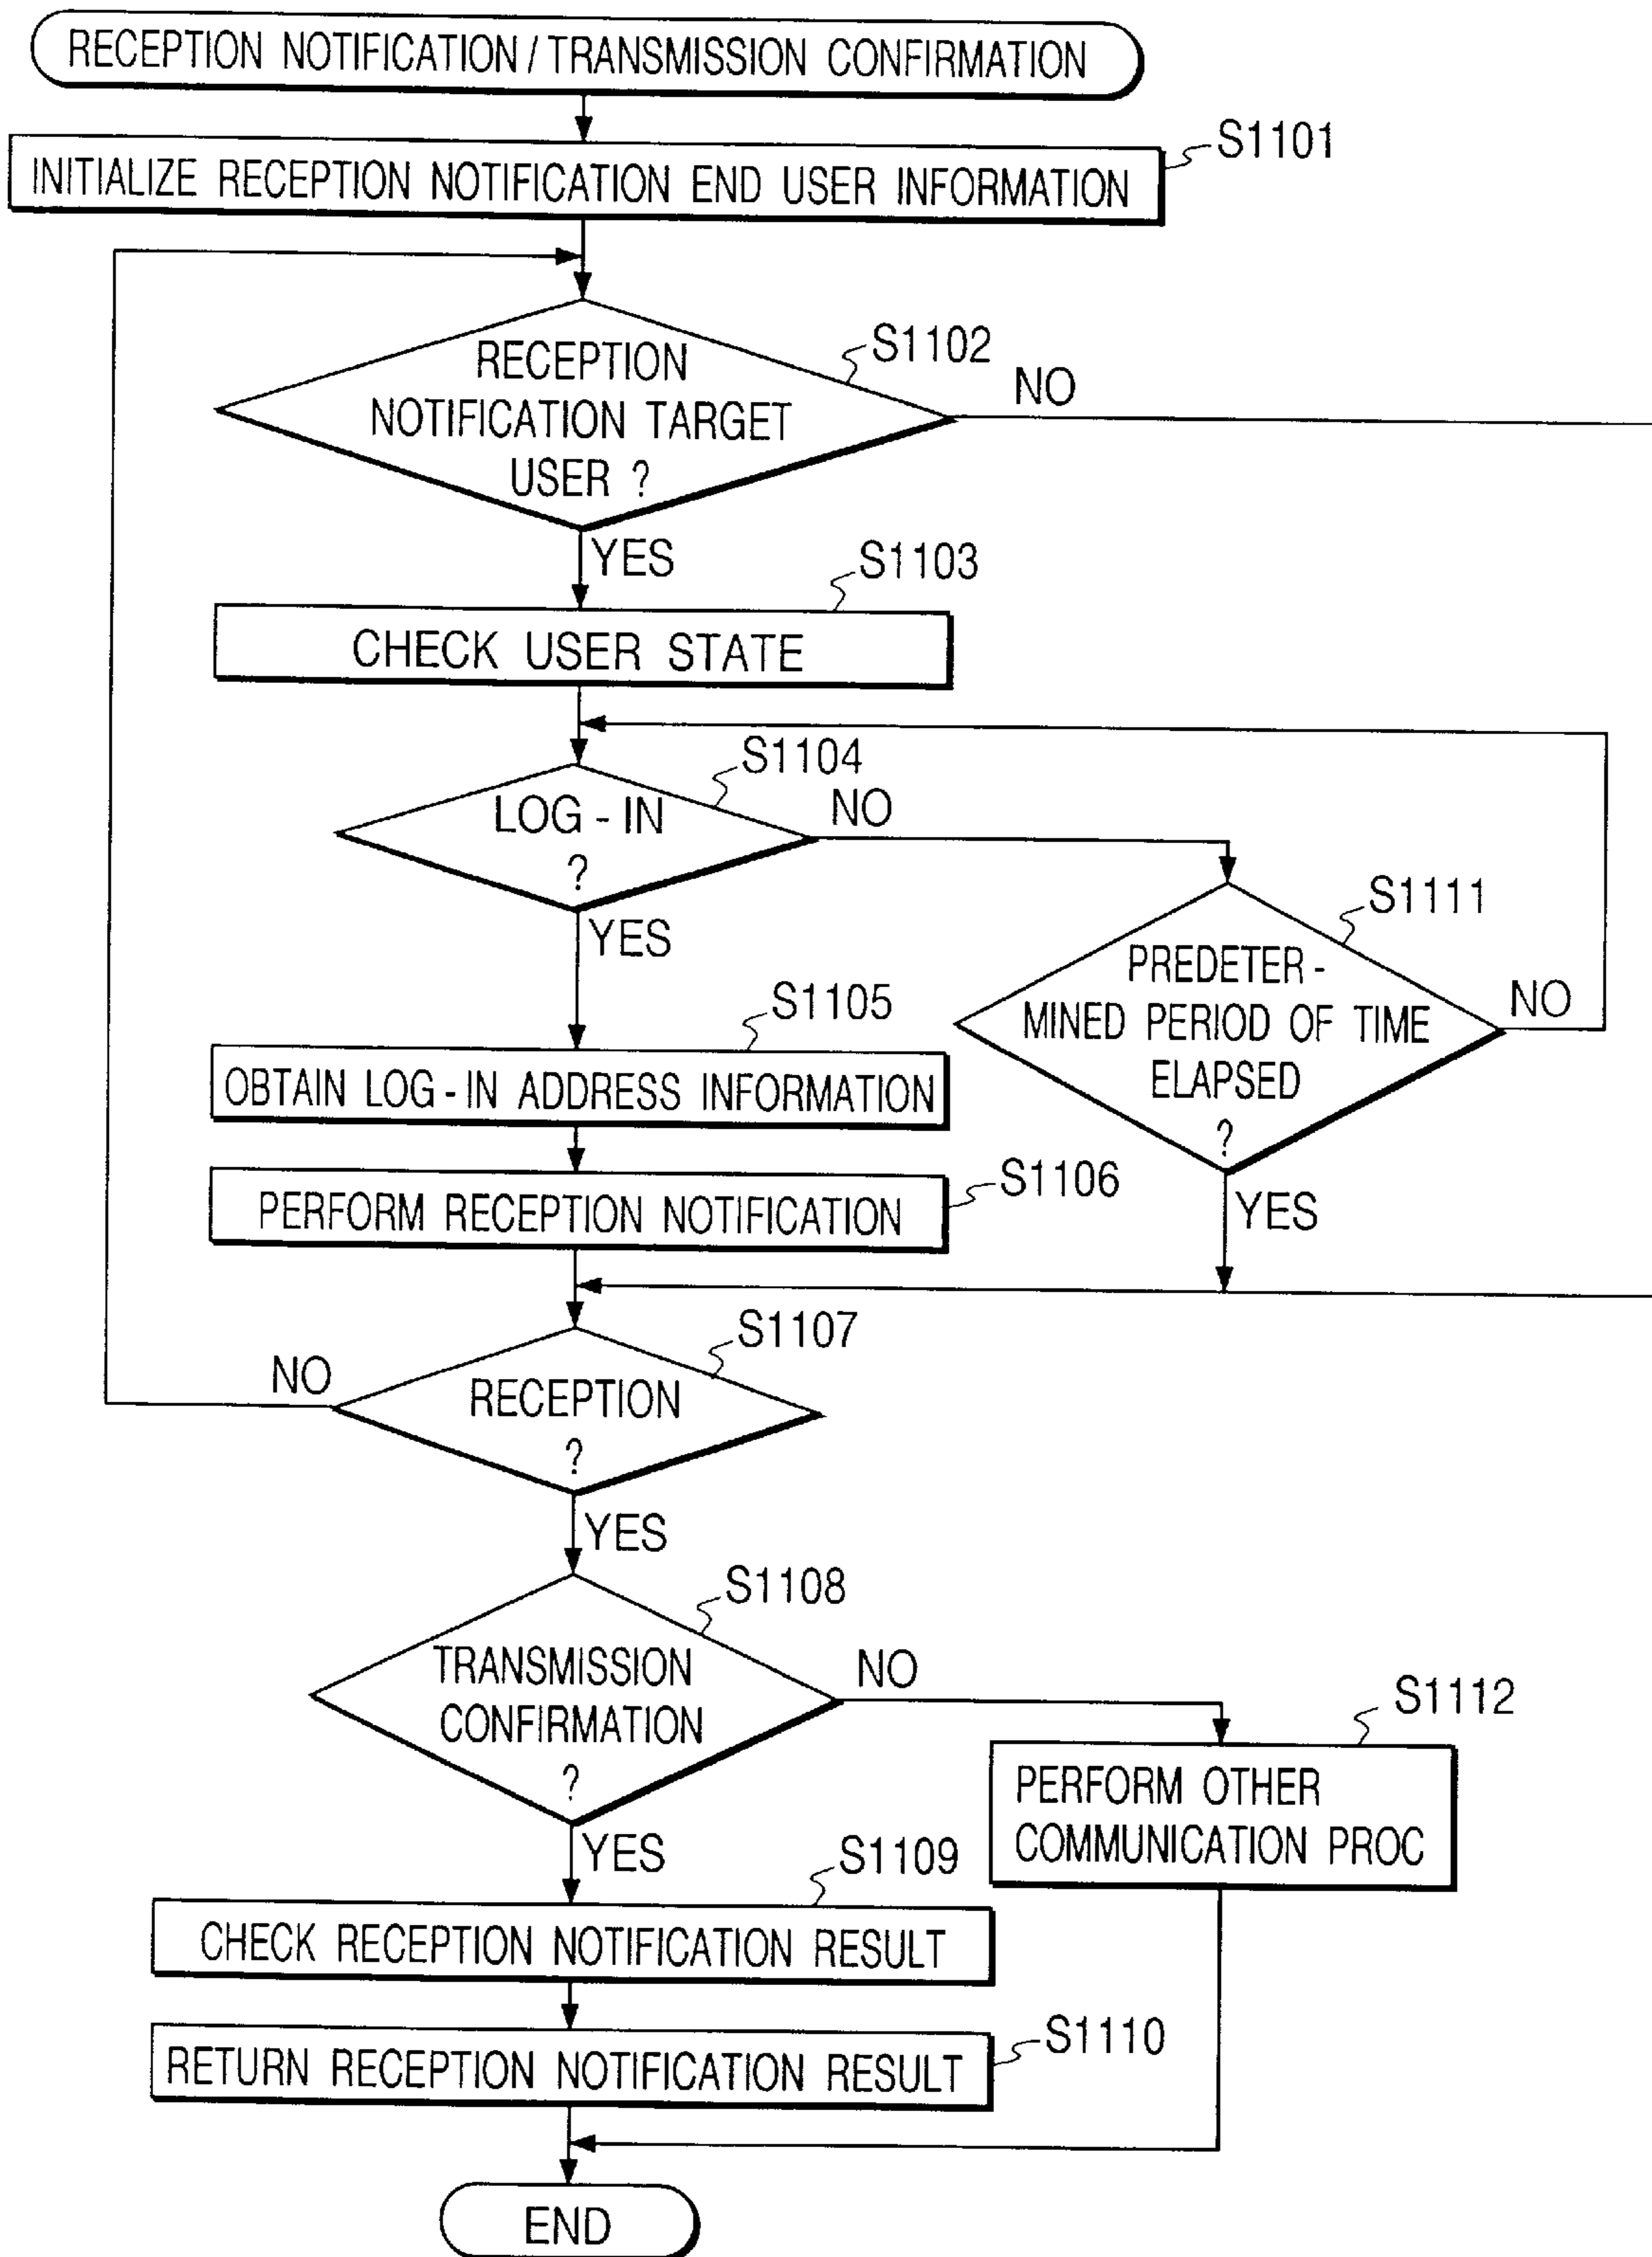 RECEPTION NOTIFICATION / TRANSMISSION CONFIRMATION
S1101
INITIALIZE RECEPTION NOTIFICATION END USER INFORMATION
S1102
RECEPTION
NOTIFICATION TARGET
USER ?
NO
YES
S1103
CHECK USER STATE
S1104
LOG - IN
?
NO
YES
S1111
PREDETER -
MINED PERIOD OF TIME
ELAPSED
?
NO
YES
S1105
OBTAIN LOG - IN ADDRESS INFORMATION
S1106
PERFORM RECEPTION NOTIFICATION
S1107
RECEPTION
?
NO
YES
S1108
TRANSMISSION
CONFIRMATION
?
NO
YES
S1112
PERFORM OTHER
COMMUNICATION PROC
S1109
CHECK RECEPTION NOTIFICATION RESULT
S1110
RETURN RECEPTION NOTIFICATION RESULT
END